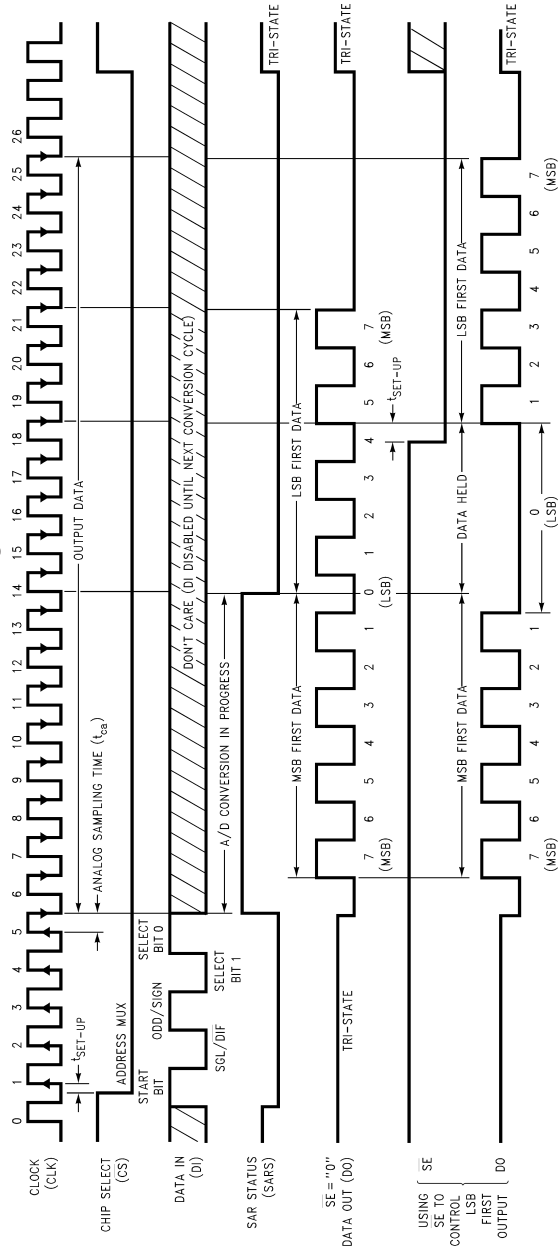 0 1 2 3 4 5 6 7 8 9 10 11 12 13 14 15 16 17 18 19 20 21 22 23 24 25 26
CLOCK
(CLK)
tSET-UP
ANALOG SAMPLING TIME (tca)
OUTPUT DATA
CHIP SELECT
(CS)
ADDRESS MUX
START
BIT
ODD/SIGN
SELECT
BIT 0
DATA IN
(DI)
DON'T CARE (DI DISABLED UNTIL NEXT CONVERSION CYCLE)
SGL/DIF
SELECT
BIT 1
SAR STATUS
(SARS)
A/D CONVERSION IN PROGRESS
TRI-STATE
MSB FIRST DATA
LSB FIRST DATA
SE = "0"
DATA OUT (DO)
TRI-STATE
TRI-STATE
7 6 5 4 3 2 1 0 1 2 3 4 5 6 7
(MSB)
(LSB)
(MSB)
tSET-UP
USING
SE TO
CONTROL
LSB
FIRST
OUTPUT
SE
MSB FIRST DATA
DATA HELD
LSB FIRST DATA
DO
TRI-STATE
7 6 5 4 3 2 1 0 1 2 3 4 5 6 7
(MSB)
(LSB)
(MSB)